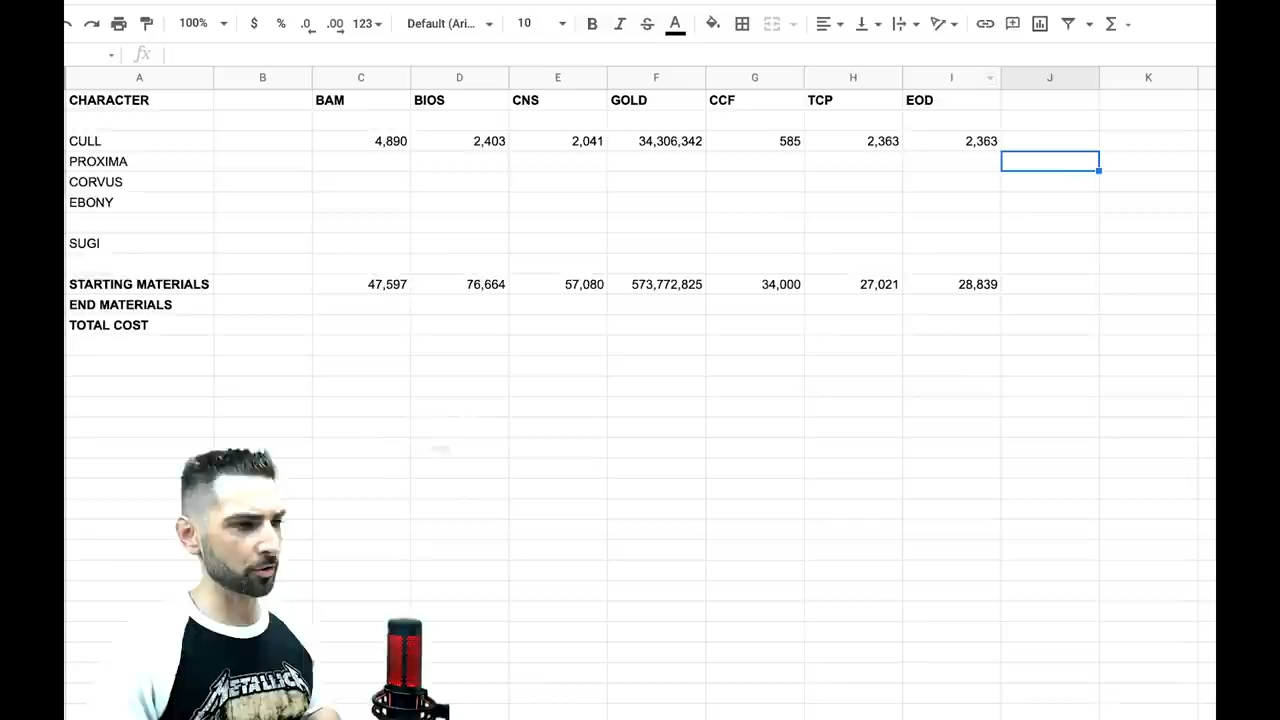 100% $ % .0 .00 123 Default (Ari... 10 B I S A
fx
A B C D E F G H I J K
CHARACTER BAM BIOS CNS GOLD CCF TCP EOD
CULL 4,890 2,403 2,041 34,306,342 585 2,363 2,363
PROXIMA
CORVUS
EBONY
SUGI
STARTING MATERIALS 47,597 76,664 57,080 573,772,825 34,000 27,021 28,839
END MATERIALS
TOTAL COST
METALLICA